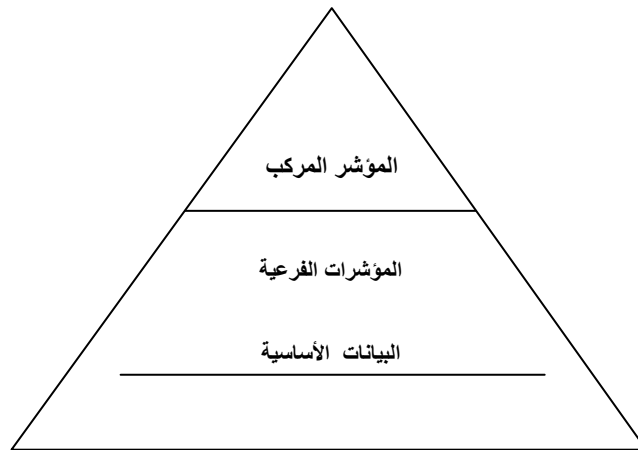 المؤشر المركب
المؤشرات الفرعية
البيانات الأساسية